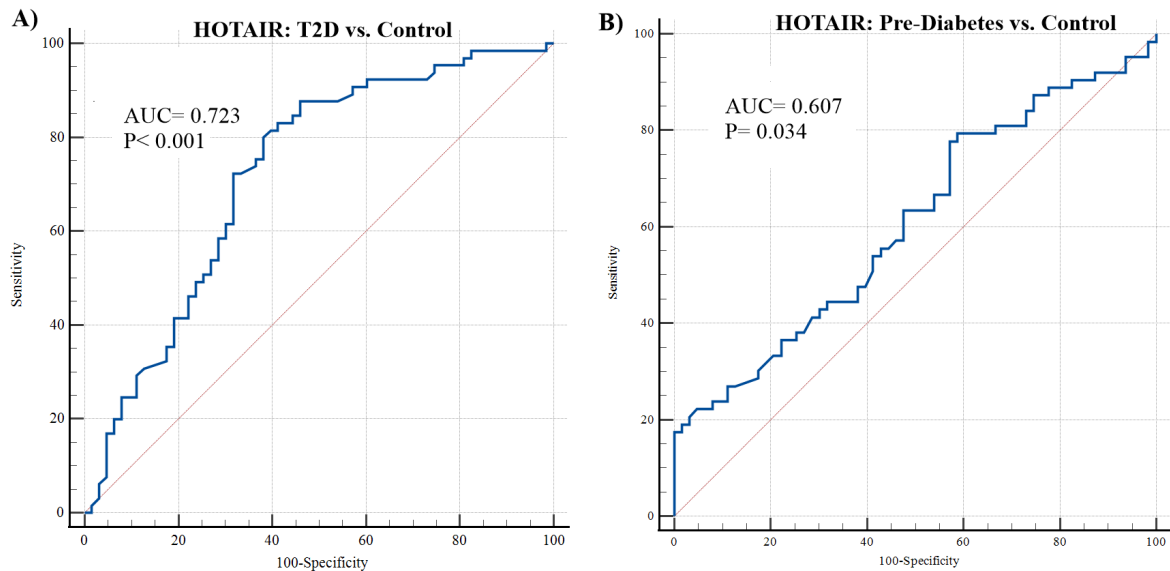 A)
HOTAIR: T2D vs. Control
AUC= 0.723
P< 0.001
100
80
60
40
20
0
Sensitivity
0 20 40 60 80 100
100-Specificity
B)
HOTAIR: Pre-Diabetes vs. Control
AUC= 0.607
P= 0.034
100
80
60
40
20
0
Sensitivity
0 20 40 60 80 100
100-Specificity